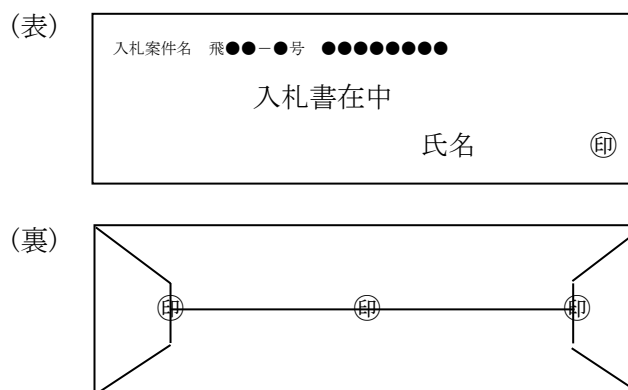 （表）
入札案件名　飛●●－●号　●●●●●●●●
入札書在中
氏名　　　　㊞
（裏）
㊞　　　　㊞　　　　㊞